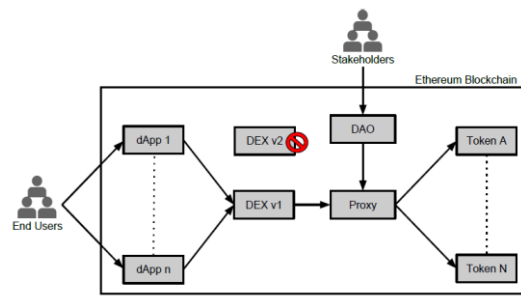 Stakeholders
Ethereum Blockchain
dApp 1
DEX v2
DAO
Token A
End Users
DEX v1
Proxy
dApp n
Token N